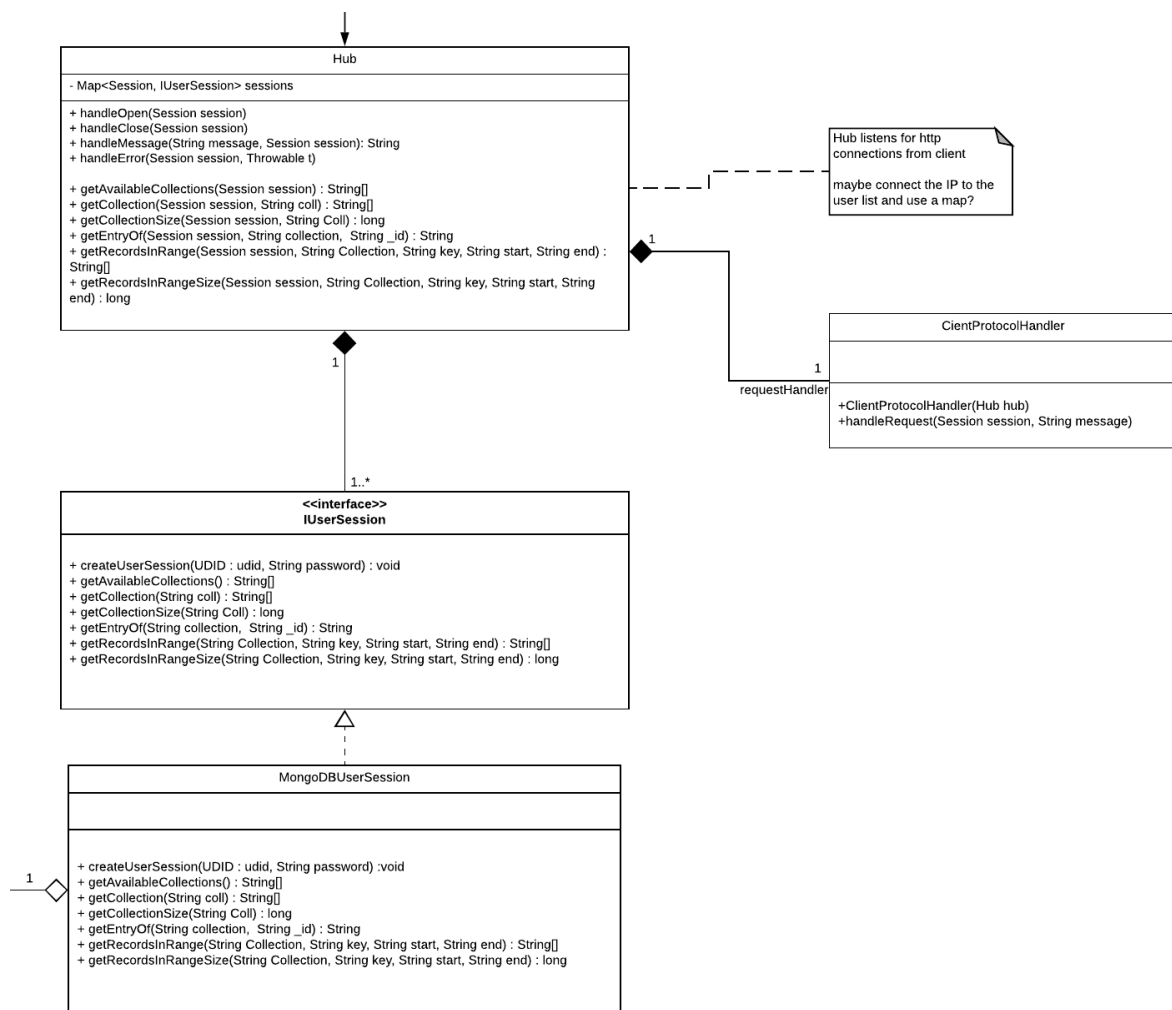 Hub
- Map<Session, IUserSession> sessions
+ handleOpen(Session session)
+ handleClose(Session session)
+ handleMessage(String message, Session session): String
+ handleError(Session session, Throwable t)
+ getAvailableCollections(Session session) : String[]
+ getCollection(Session session, String coll) : String[]
+ getCollectionSize(Session session, String Coll) : long
+ getEntryOf(Session session, String collection,  String _id) : String
+ getRecordsInRange(Session session, String Collection, String key, String start, String end) :
String[]
+ getRecordsInRangeSize(Session session, String Collection, String key, String start, String
end) : long
Hub listens for http
connections from client
maybe connect the IP to the
user list and use a map?
1
CientProtocolHandler
1
requestHandler
+ClientProtocolHandler(Hub hub)
+handleRequest(Session session, String message)
1
1..*
<<interface>>
IUserSession
+ createUserSession(UDID : udid, String password) : void
+ getAvailableCollections() : String[]
+ getCollection(String coll) : String[]
+ getCollectionSize(String Coll) : long
+ getEntryOf(String collection,  String _id) : String
+ getRecordsInRange(String Collection, String key, String start, String end) : String[]
+ getRecordsInRangeSize(String Collection, String key, String start, String end) : long
MongoDBUserSession
+ createUserSession(UDID : udid, String password) :void
+ getAvailableCollections() : String[]
+ getCollection(String coll) : String[]
+ getCollectionSize(String Coll) : long
+ getEntryOf(String collection,  String _id) : String
+ getRecordsInRange(String Collection, String key, String start, String end) : String[]
+ getRecordsInRangeSize(String Collection, String key, String start, String end) : long
1